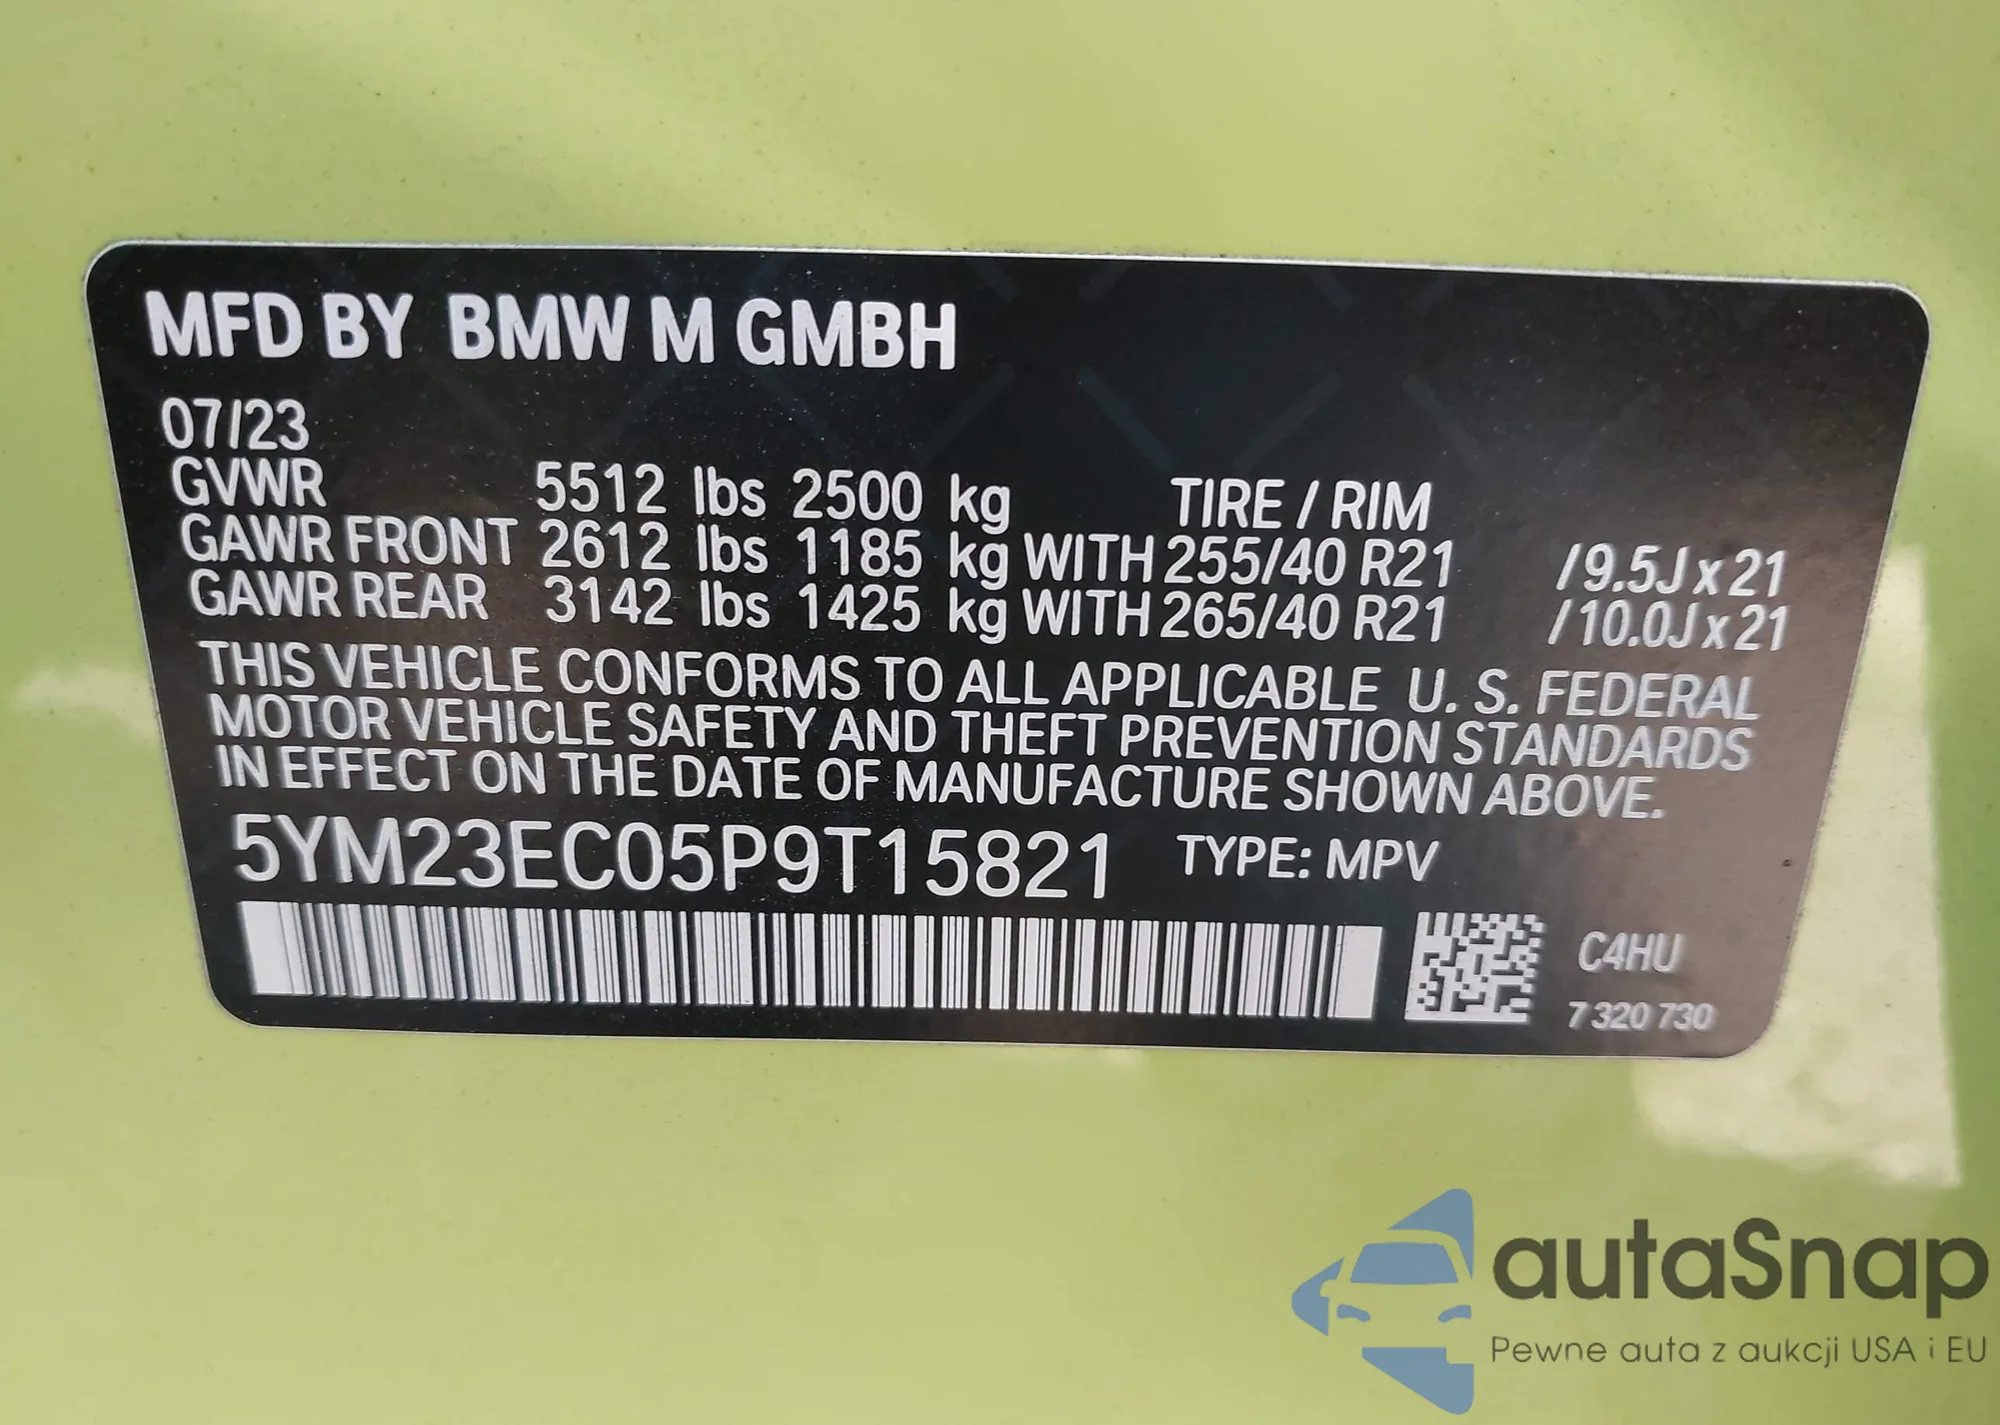 MFD BY BMW M GMBH
07/23
GVWR 5512 lbs 2500 kg TIRE / RIM
GAWR FRONT 2612 lbs 1185 kg WITH 255/40 R21 /9.5J x 21
GAWR REAR 3142 lbs 1425 kg WITH 265/40 R21 /10.0J x 21
THIS VEHICLE CONFORMS TO ALL APPLICABLE U. S. FEDERAL
MOTOR VEHICLE SAFETY AND THEFT PREVENTION STANDARDS
IN EFFECT ON THE DATE OF MANUFACTURE SHOWN ABOVE.
5YM23EC05P9T15821 TYPE: MPV
C4HU
7 320 730
autaSnap
Pewne auta z aukcji USA i EU